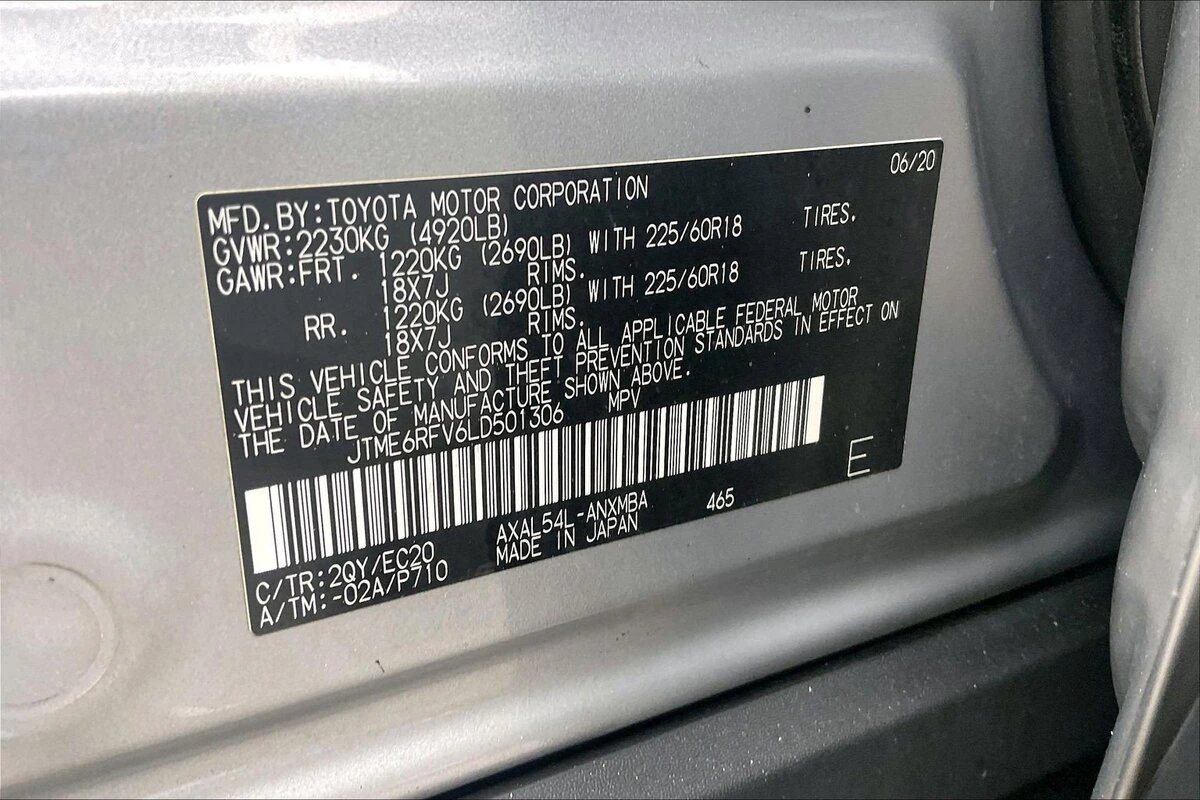 06/20
MFD. BY: TOYOTA MOTOR CORPORATION
GVWR: 2230KG (4920LB)
GAWR: FRT. 1220KG (2690LB) WITH 225/60R18 TIRES.
18X7J RIMS.
RR. 1220KG (2690LB) WITH 225/60R18 TIRES.
18X7J RIMS.
THIS VEHICLE CONFORMS TO ALL APPLICABLE FEDERAL MOTOR
VEHICLE SAFETY AND THEFT PREVENTION STANDARDS IN EFFECT ON
THE DATE OF MANUFACTURE SHOWN ABOVE.
JTME6RFV6LD501306 MPV
E
AXAL54L-ANXMBA 465
C/TR: 2QY/EC20 MADE IN JAPAN
A/TM: -02A/P710